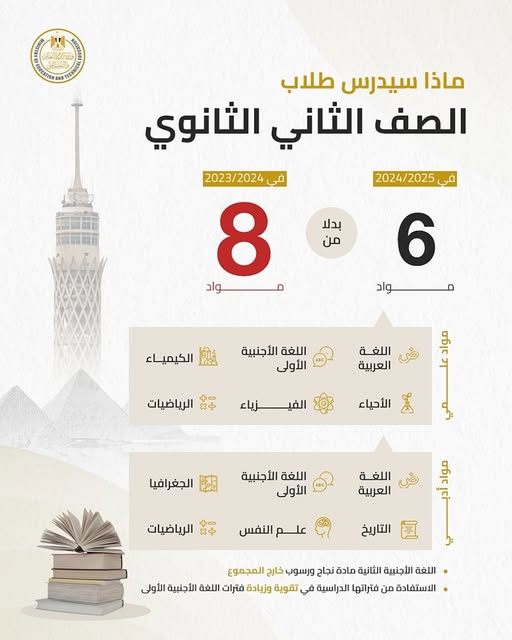 ماذا سيدرس طلاب
الصف الثاني الثانوي
في 2024/2025
6
مواد
بدلا
من
في 2023/2024
8
مواد
مواد علمي
اللغة
العربية
اللغة الأجنبية
الأولى
الكيمياء
الأحياء
الفيزياء
الرياضيات
مواد أدبي
اللغة
العربية
اللغة الأجنبية
الأولى
الجغرافيا
التاريخ
علم النفس
الرياضيات
اللغة الأجنبية الثانية مادة نجاح ورسوب خارج المجموع
الاستفادة من فتراتها الدراسية في تقوية وزيادة فترات اللغة الأجنبية الأولى
ض
ABC
ض
ABC